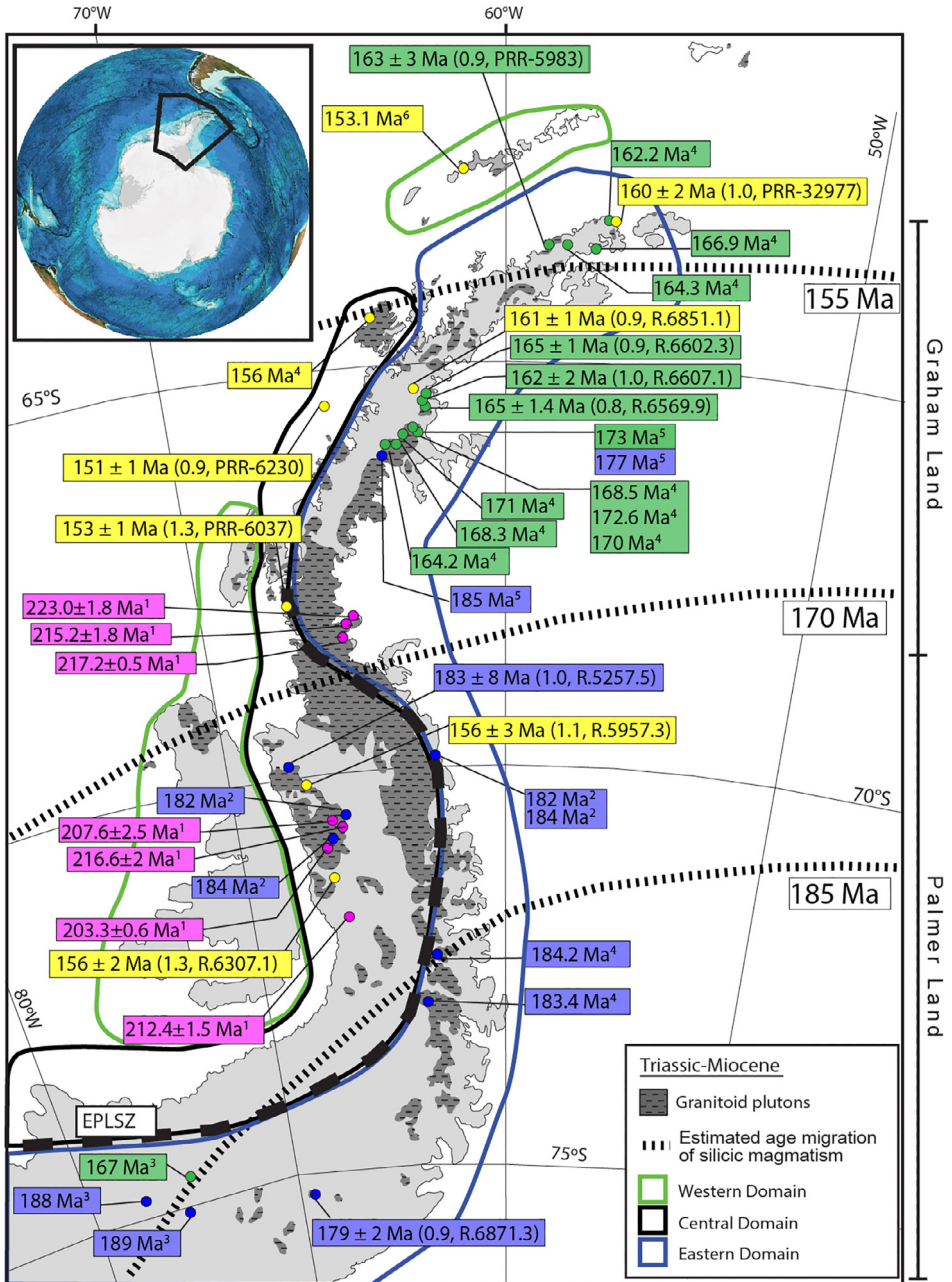 70ºW
60ºW
163 ± 3 Ma (0.9, PRR-5983)
153.1 Ma⁶
50ºW
162.2 Ma⁴
160 ± 2 Ma (1.0, PRR-32977)
166.9 Ma⁴
164.3 Ma⁴
155 Ma
161 ± 1 Ma (0.9, R.6851.1)
165 ± 1 Ma (0.9, R.6602.3)
156 Ma⁴
162 ± 2 Ma (1.0, R.6607.1)
65ºS
165 ± 1.4 Ma (0.8, R.6569.9)
Graham Land
173 Ma⁵
177 Ma⁵
151 ± 1 Ma (0.9, PRR-6230)
168.5 Ma⁴
172.6 Ma⁴
170 Ma⁴
171 Ma⁴
153 ± 1 Ma (1.3, PRR-6037)
168.3 Ma⁴
164.2 Ma⁴
185 Ma⁵
223.0±1.8 Ma¹
170 Ma
215.2±1.8 Ma¹
217.2±0.5 Ma¹
183 ± 8 Ma (1.0, R.5257.5)
156 ± 3 Ma (1.1, R.5957.3)
70ºS
182 Ma²
182 Ma²
184 Ma²
207.6±2.5 Ma¹
216.6±2 Ma¹
184 Ma²
185 Ma
203.3±0.6 Ma¹
156 ± 2 Ma (1.3, R.6307.1)
184.2 Ma⁴
183.4 Ma⁴
80ºW
212.4±1.5 Ma¹
Palmer Land
EPLSZ
75ºS
167 Ma³
188 Ma³
189 Ma³
179 ± 2 Ma (0.9, R.6871.3)
Triassic-Miocene
Granitoid plutons
Estimated age migration
of silicic magmatism
Western Domain
Central Domain
Eastern Domain